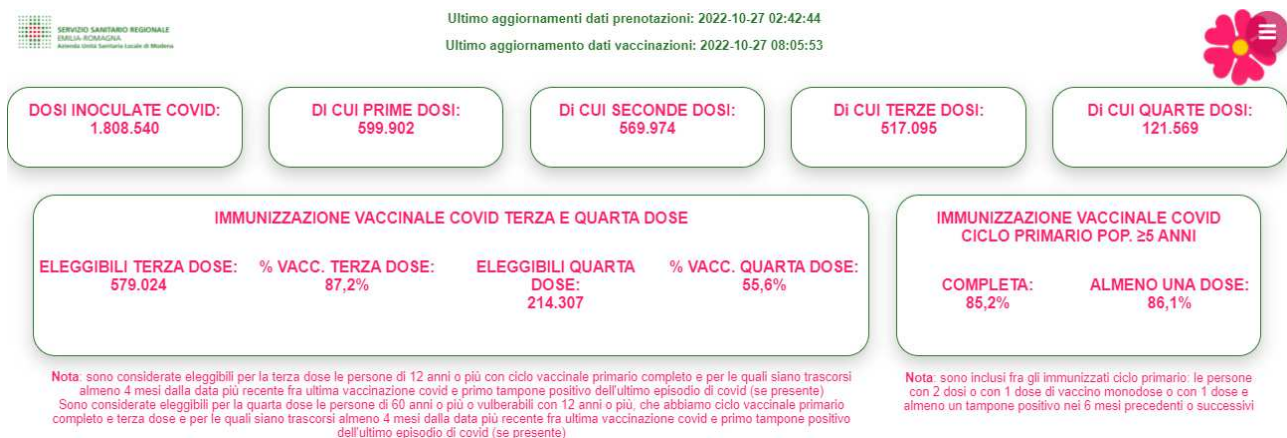 SERVIZIO SANITARIO REGIONALE
EMILIA-ROMAGNA
Azienda Unità Sanitaria Locale di Modena
Ultimo aggiornamenti dati prenotazioni: 2022-10-27 02:42:44
Ultimo aggiornamento dati vaccinazioni: 2022-10-27 08:05:53
DOSI INOCULATE COVID:
1.808.540
DI CUI PRIME DOSI:
599.902
Di CUI SECONDE DOSI:
569.974
Di CUI TERZE DOSI:
517.095
Di CUI QUARTE DOSI:
121.569
IMMUNIZZAZIONE VACCINALE COVID TERZA E QUARTA DOSE
ELEGGIBILI TERZA DOSE:
579.024
% VACC. TERZA DOSE:
87,2%
ELEGGIBILI QUARTA
DOSE:
214.307
% VACC. QUARTA DOSE:
55,6%
IMMUNIZZAZIONE VACCINALE COVID
CICLO PRIMARIO POP. ≥5 ANNI
COMPLETA:
85,2%
ALMENO UNA DOSE:
86,1%
Nota: sono considerate eleggibili per la terza dose le persone di 12 anni o più con ciclo vaccinale primario completo e per le quali siano trascorsi
almeno 4 mesi dalla data più recente fra ultima vaccinazione covid e primo tampone positivo dell'ultimo episodio di covid (se presente)
Sono considerate eleggibili per la quarta dose le persone di 60 anni o più o vulberabili con 12 anni o più, che abbiamo ciclo vaccinale primario
completo e terza dose e per le quali siano trascorsi almeno 4 mesi dalla data più recente fra ultima vaccinazione covid e primo tampone positivo
dell'ultimo episodio di covid (se presente)
Nota: sono inclusi fra gli immunizzati ciclo primario: le persone
con 2 dosi o con 1 dose di vaccino monodose o con 1 dose e
almeno un tampone positivo nei 6 mesi precedenti o successivi